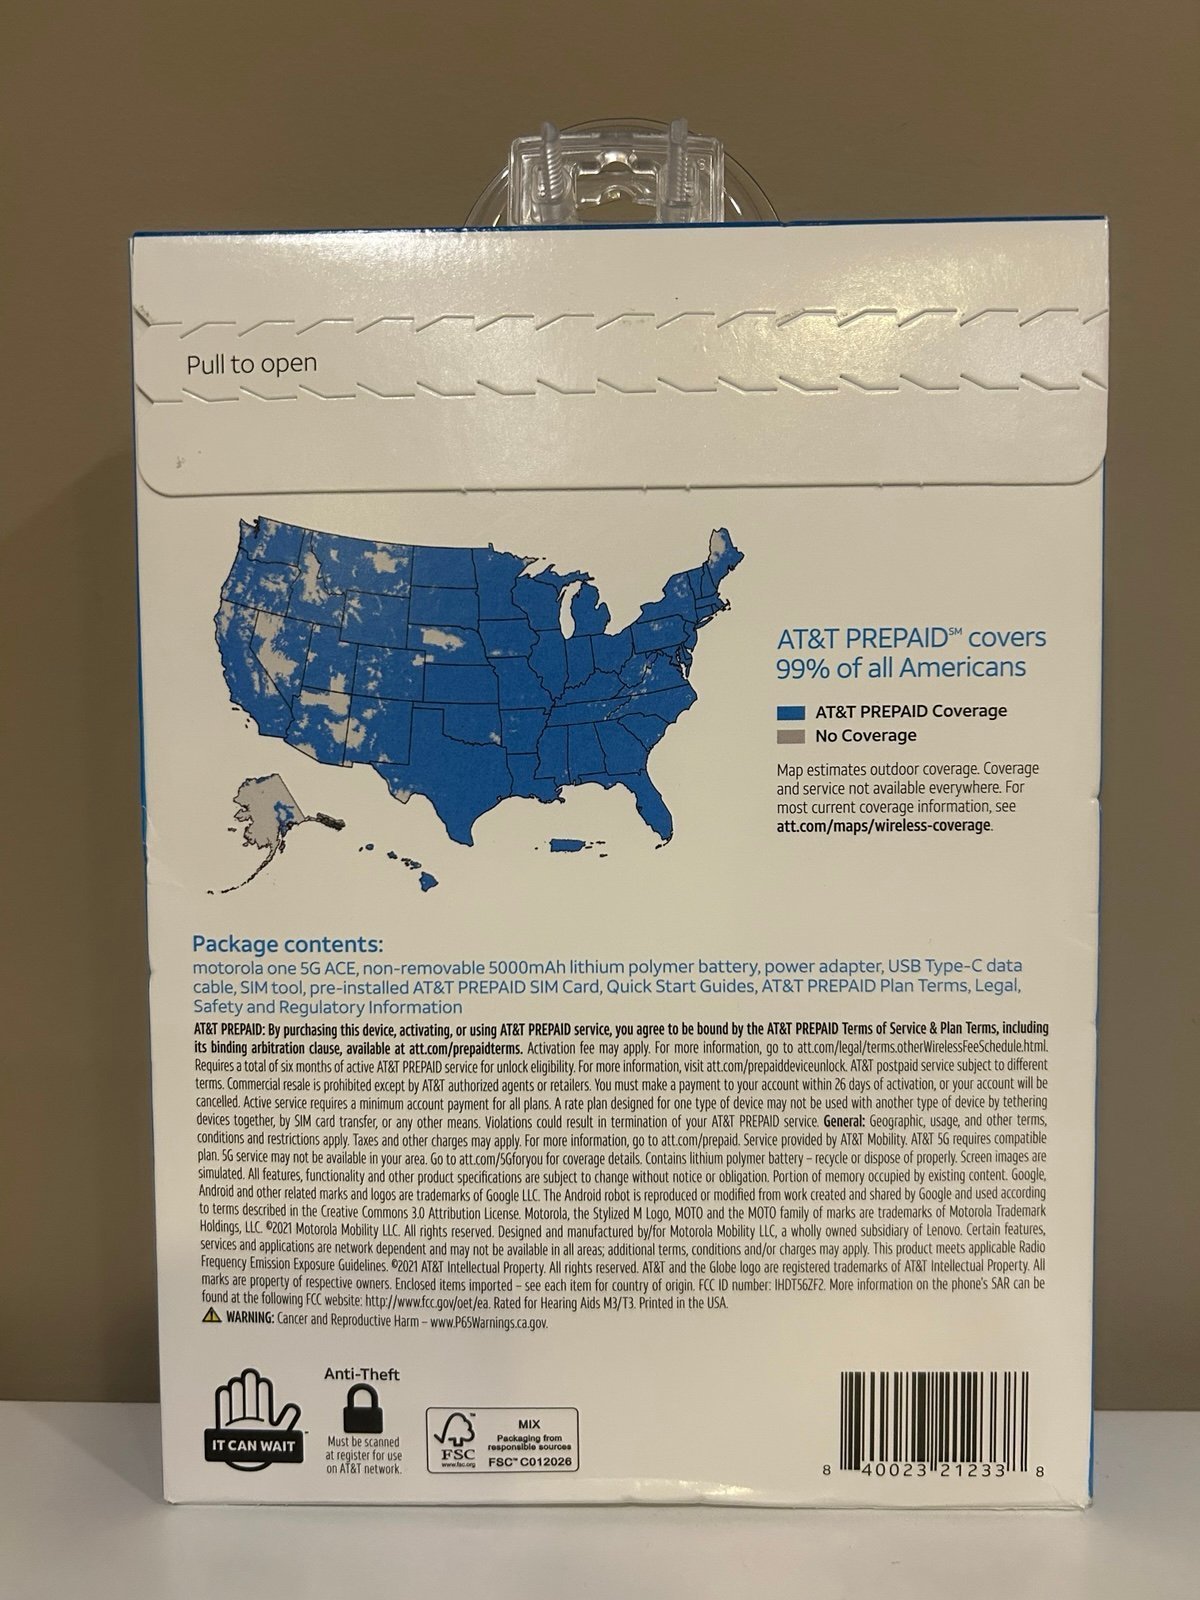 Pull to open
AT&T PREPAID℠ covers
99% of all Americans
AT&T PREPAID Coverage
No Coverage
Map estimates outdoor coverage. Coverage
and service not available everywhere. For
most current coverage information, see
att.com/maps/wireless-coverage.
Package contents:
motorola one 5G ACE, non-removable 5000mAh lithium polymer battery, power adapter, USB Type-C data
cable, SIM tool, pre-installed AT&T PREPAID SIM Card, Quick Start Guides, AT&T PREPAID Plan Terms, Legal,
Safety and Regulatory Information
AT&T PREPAID: By purchasing this device, activating, or using AT&T PREPAID service, you agree to be bound by the AT&T PREPAID Terms of Service & Plan Terms, including
its binding arbitration clause, available at att.com/prepaidterms. Activation fee may apply. For more information, go to att.com/legal/terms.otherWirelessFeeSchedule.html.
Requires a total of six months of active AT&T PREPAID service for unlock eligibility. For more information, visit att.com/prepaiddeviceunlock. AT&T postpaid service subject to different
terms. Commercial resale is prohibited except by AT&T authorized agents or retailers. You must make a payment to your account within 26 days of activation, or your account will be
cancelled. Active service requires a minimum account payment for all plans. A rate plan designed for one type of device may not be used with another type of device by tethering
devices together, by SIM card transfer, or any other means. Violations could result in termination of your AT&T PREPAID service. General: Geographic, usage, and other terms,
conditions and restrictions apply. Taxes and other charges may apply. For more information, go to att.com/prepaid. Service provided by AT&T Mobility. AT&T 5G requires compatible
plan. 5G service may not be available in your area. Go to att.com/5Gforyou for coverage details. Contains lithium polymer battery – recycle or dispose of properly. Screen images are
simulated. All features, functionality and other product specifications are subject to change without notice or obligation. Portion of memory occupied by existing content. Google,
Android and other related marks and logos are trademarks of Google LLC. The Android robot is reproduced or modified from work created and shared by Google and used according
to terms described in the Creative Commons 3.0 Attribution License. Motorola, the Stylized M Logo, MOTO and the MOTO family of marks are trademarks of Motorola Trademark
Holdings, LLC. ©2021 Motorola Mobility LLC. All rights reserved. Designed and manufactured by/for Motorola Mobility LLC, a wholly owned subsidiary of Lenovo. Certain features,
services and applications are network dependent and may not be available in all areas; additional terms, conditions and/or charges may apply. This product meets applicable Radio
Frequency Emission Exposure Guidelines. ©2021 AT&T Intellectual Property. All rights reserved. AT&T and the Globe logo are registered trademarks of AT&T Intellectual Property. All
marks are property of respective owners. Enclosed items imported – see each item for country of origin. FCC ID number: IHDT56ZF2. More information on the phone's SAR can be
found at the following FCC website: http://www.fcc.gov/oet/ea. Rated for Hearing Aids M3/T3. Printed in the USA.
WARNING: Cancer and Reproductive Harm – www.P65Warnings.ca.gov.
IT CAN WAIT
Anti-Theft
Must be scanned
at register for use
on AT&T network.
FSC
www.fsc.org
MIX
Packaging from
responsible sources
FSC™ C012026
8 40023 21233 8